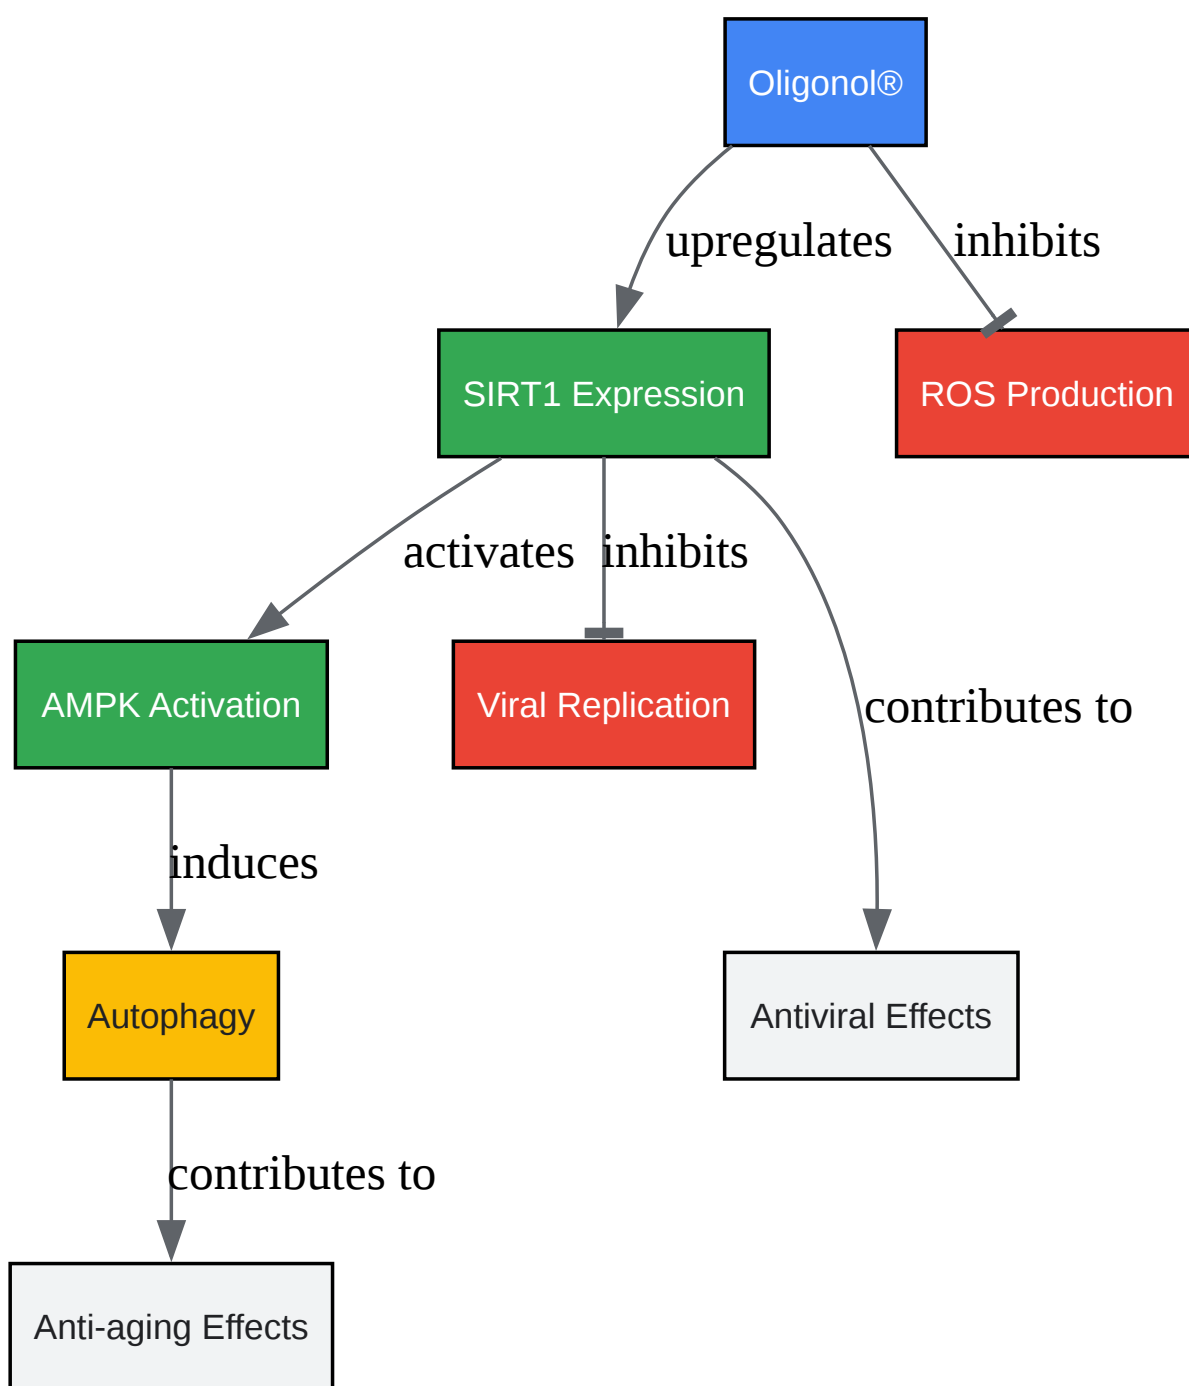 Oligonol®
upregulates
inhibits
SIRT1 Expression
ROS Production
activates
inhibits
AMPK Activation
Viral Replication
contributes to
induces
Autophagy
Antiviral Effects
contributes to
Anti-aging Effects